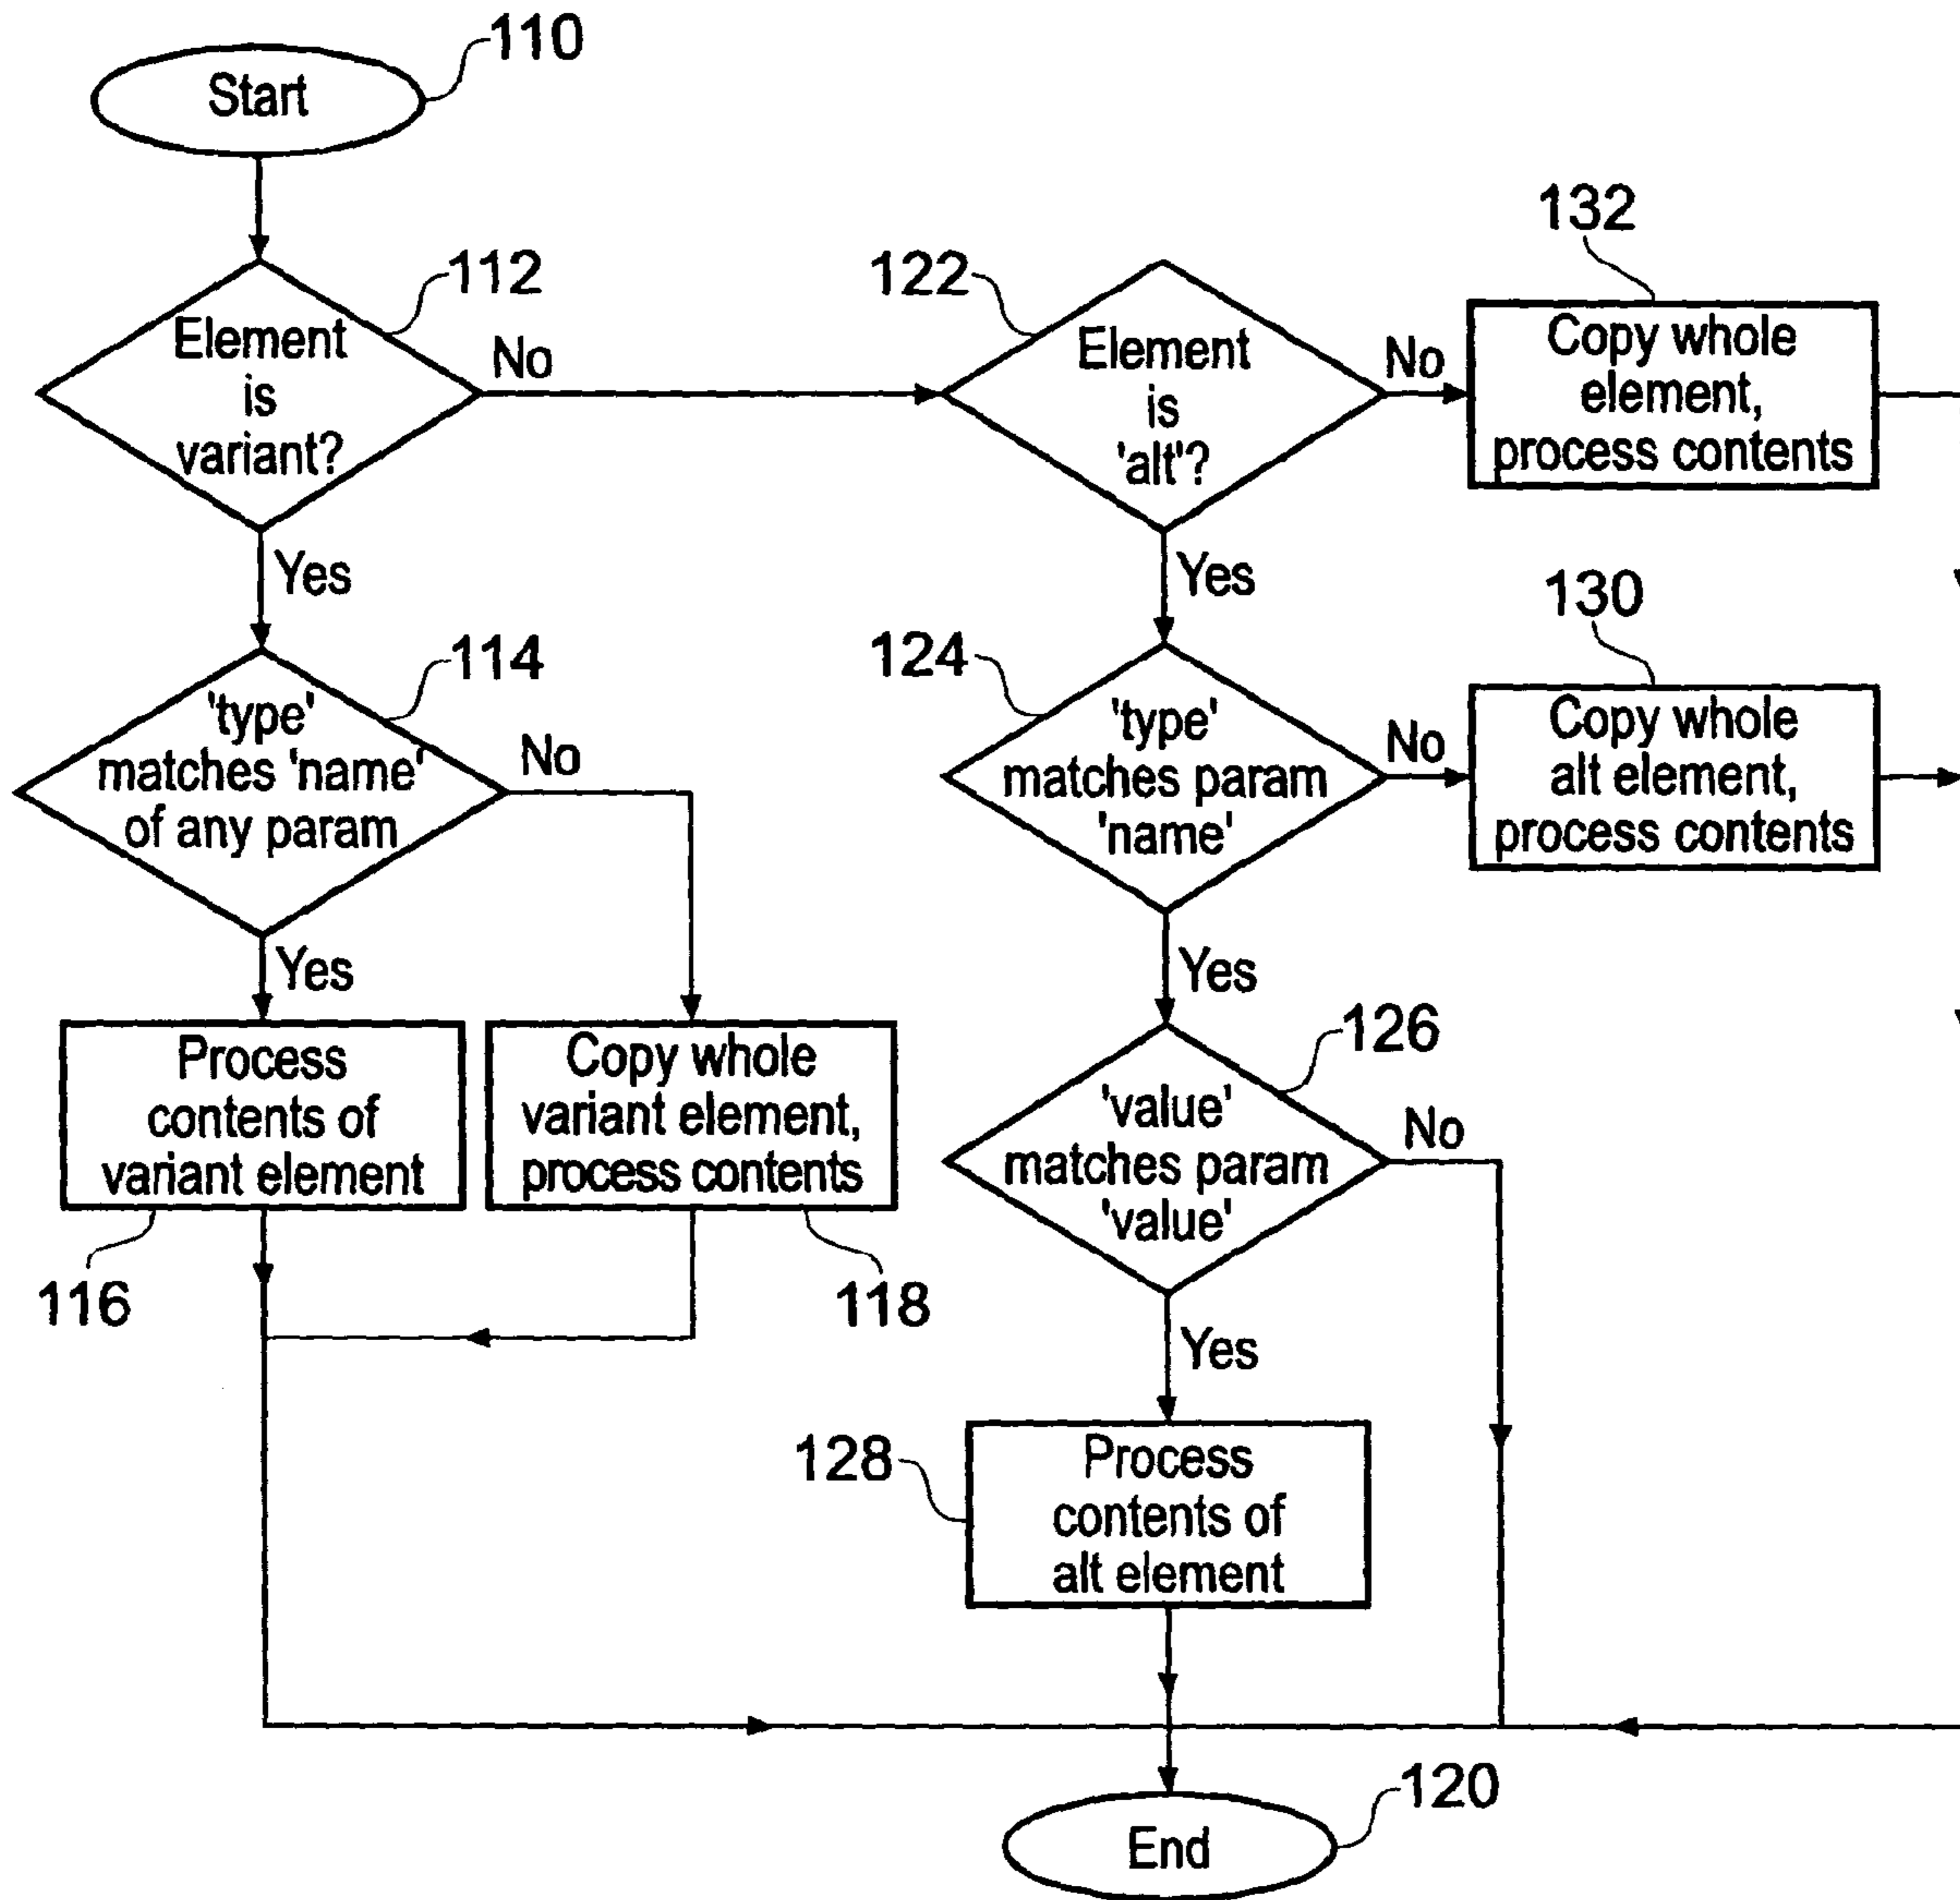 110
Start
112
Element
is
variant?
No
Yes
114
'type'
matches 'name'
of any param
No
Yes
Process
contents of
variant element
116
Copy whole
variant element,
process contents
118
122
Element
is
'alt'?
No
Yes
132
Copy whole
element,
process contents
124
'type'
matches param
'name'
No
Yes
130
Copy whole
alt element,
process contents
126
'value'
matches param
'value'
No
Yes
128
Process
contents of
alt element
120
End